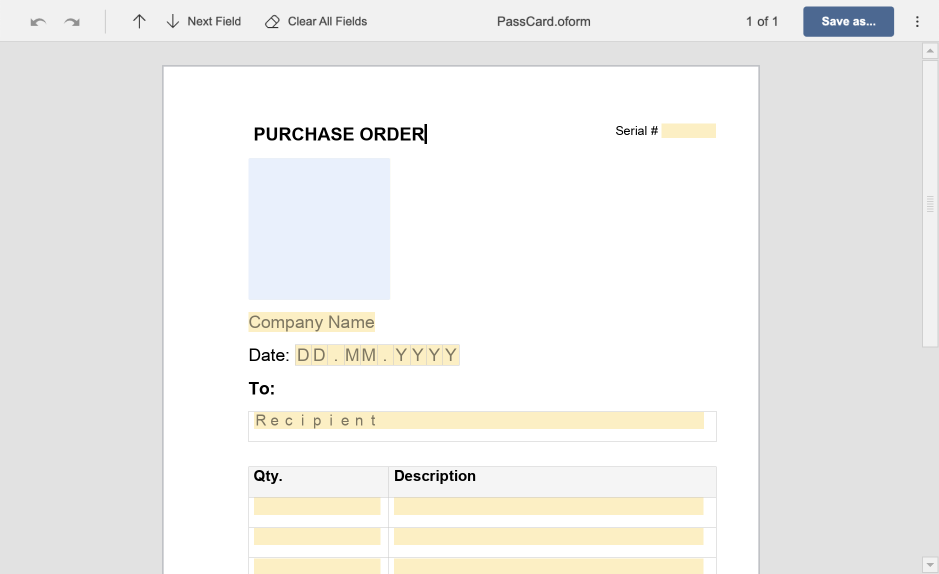 Next Field Clear All Fields PassCard.oform 1 of 1 Save as...
PURCHASE ORDER Serial #
Company Name
Date: DD.MM.YYYY
To:
Recipient
Qty. Description